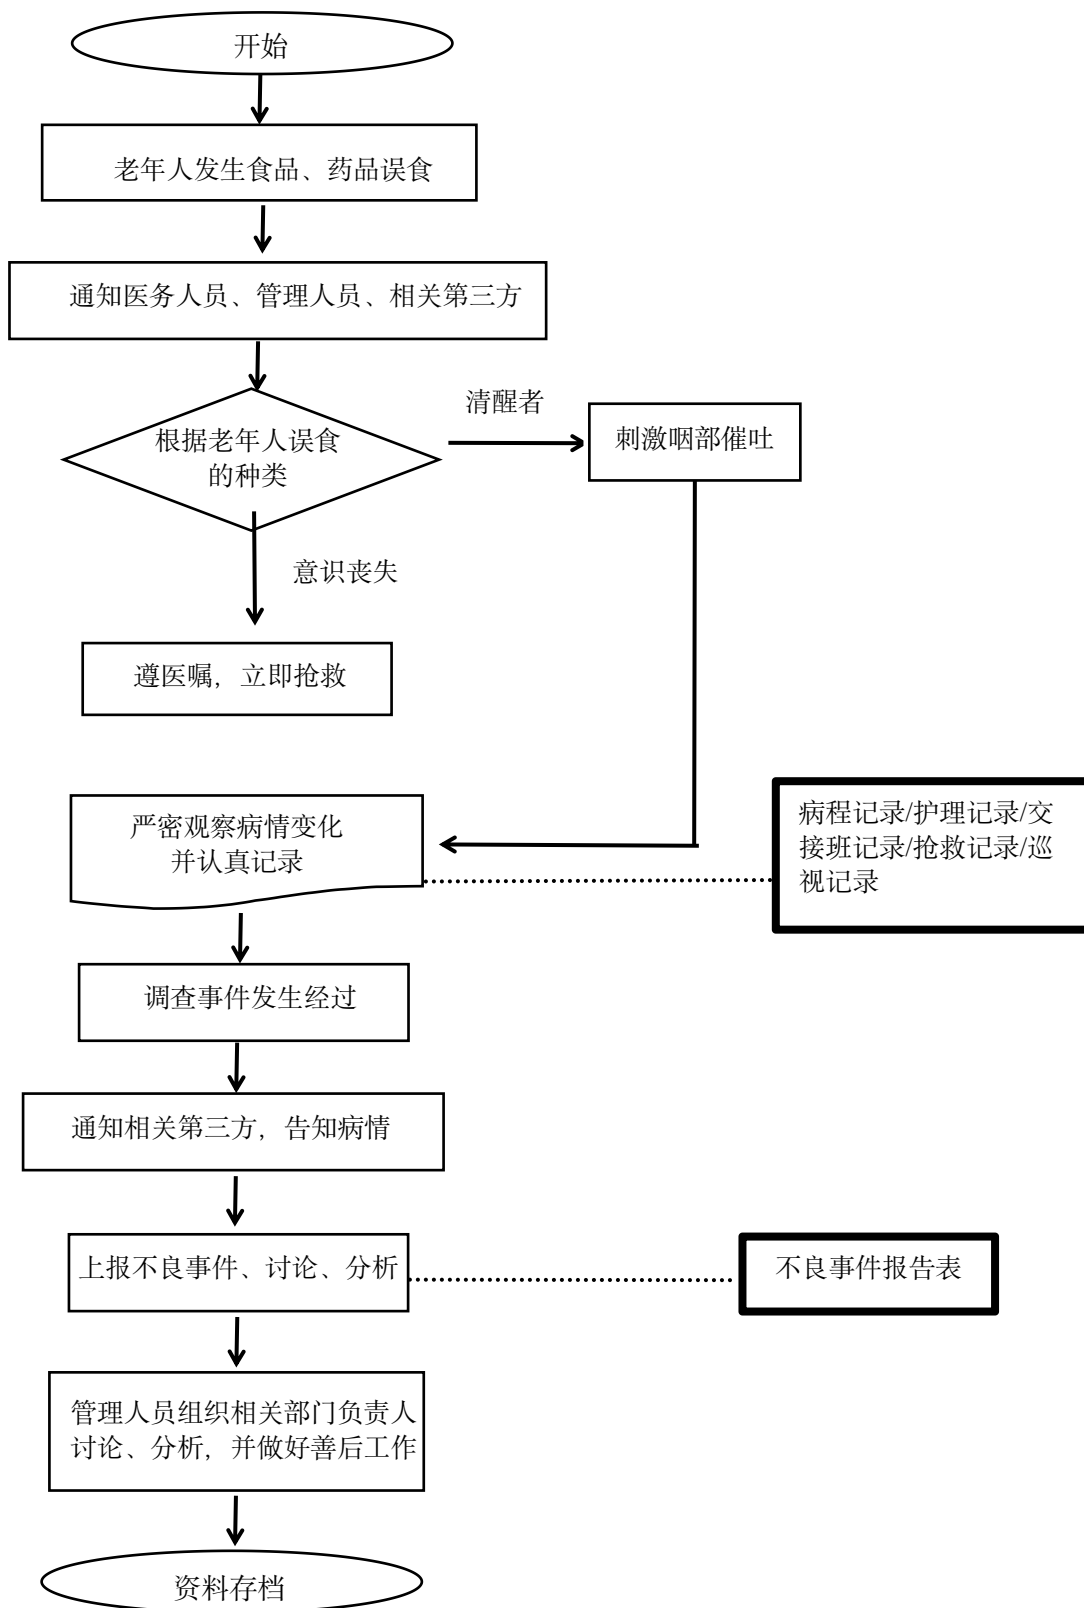 开始
老年人发生食品、药品误食
通知医务人员、管理人员、相关第三方
清醒者
根据老年人误食
的种类
刺激咽部催吐
意识丧失
遵医嘱，立即抢救
严密观察病情变化
并认真记录
病程记录/护理记录/交
接班记录/抢救记录/巡
视记录
调查事件发生经过
通知相关第三方，告知病情
上报不良事件、讨论、分析
不良事件报告表
管理人员组织相关部门负责人
讨论、分析，并做好善后工作
资料存档